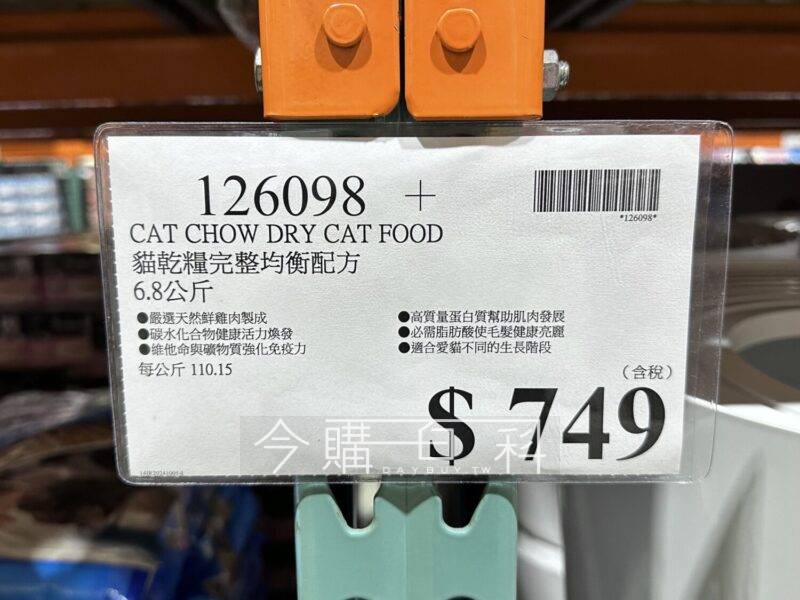 126098 +
*126098*
CAT CHOW DRY CAT FOOD
貓乾糧完整均衡配方
6.8公斤
●嚴選天然鮮雞肉製成
●碳水化合物健康活力煥發
●維他命與礦物質強化免疫力
●高質量蛋白質幫助肌肉發展
●必需脂肪酸使毛髮健康亮麗
●適合愛貓不同的生長階段
每公斤 110.15
(含稅)
$ 749
今購百科
DAYBUY.TW